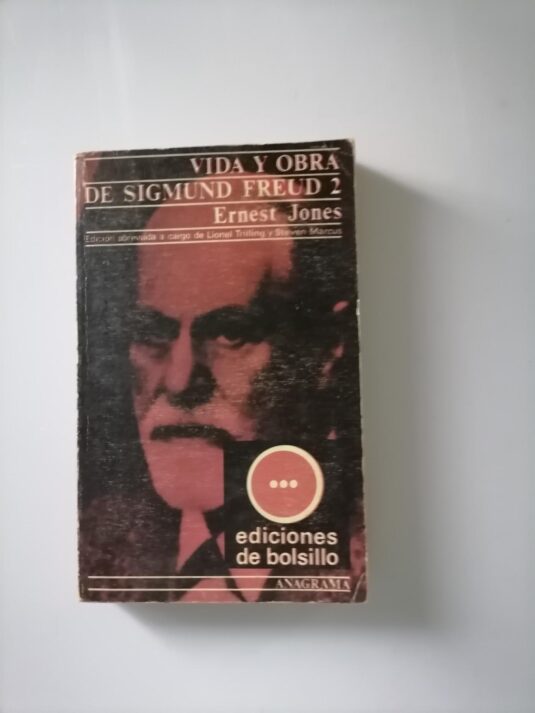 VIDA Y OBRA
DE SIGMUND FREUD 2
Ernest Jones
Edición abreviada a cargo de Lionel Trilling y Steven Marcus
ediciones
de bolsillo
ANAGRAMA